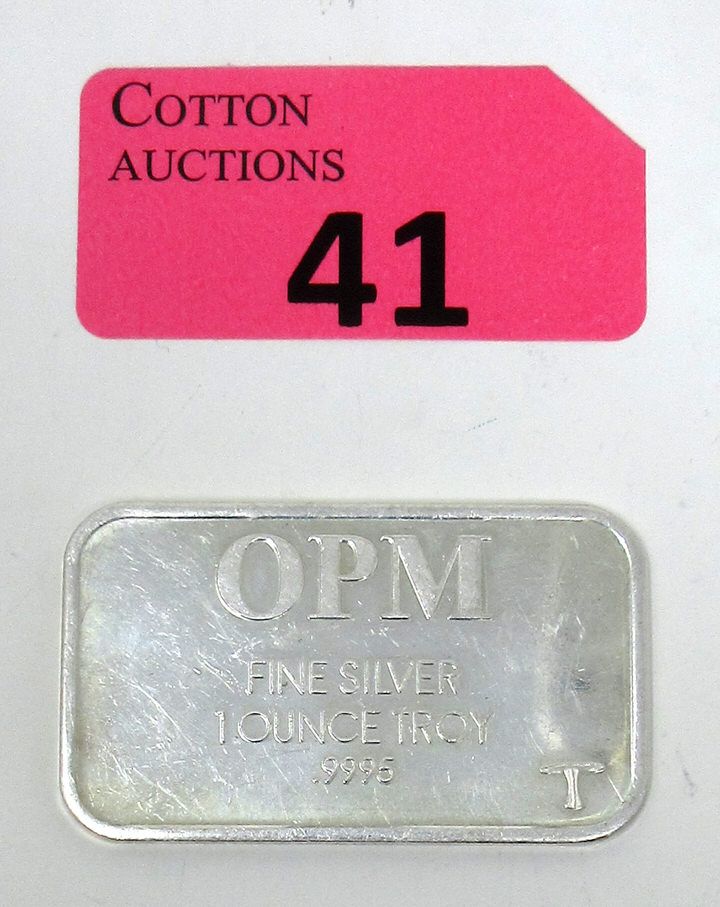 COTTON
AUCTIONS
41
OPM
FINE SILVER
1 OUNCE TROY
.9995
T